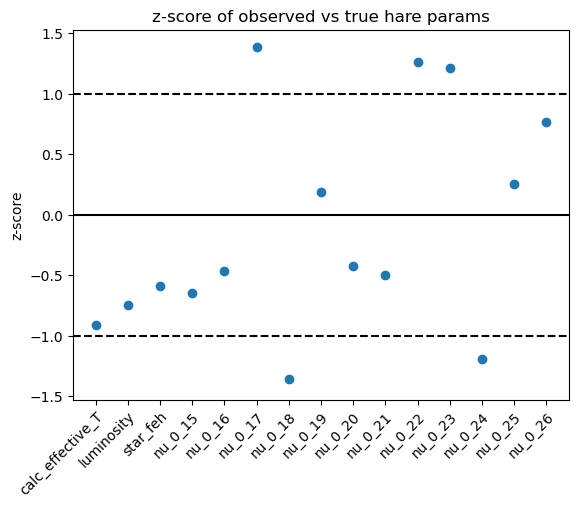 z-score of observed vs true hare params
1.5
1.0
0.5
0.0
−0.5
−1.0
−1.5
z-score
calc_effective_T
luminosity
star_feh
nu_0_15
nu_0_16
nu_0_17
nu_0_18
nu_0_19
nu_0_20
nu_0_21
nu_0_22
nu_0_23
nu_0_24
nu_0_25
nu_0_26